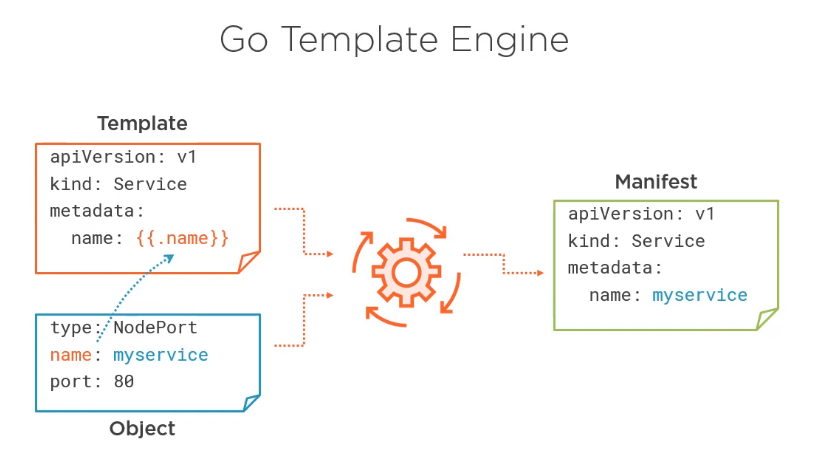 Go Template Engine
Template
apiVersion: v1
kind: Service
metadata:
  name: {{.name}}
type: NodePort
name: myservice
port: 80
Object
Manifest
apiVersion: v1
kind: Service
metadata:
  name: myservice